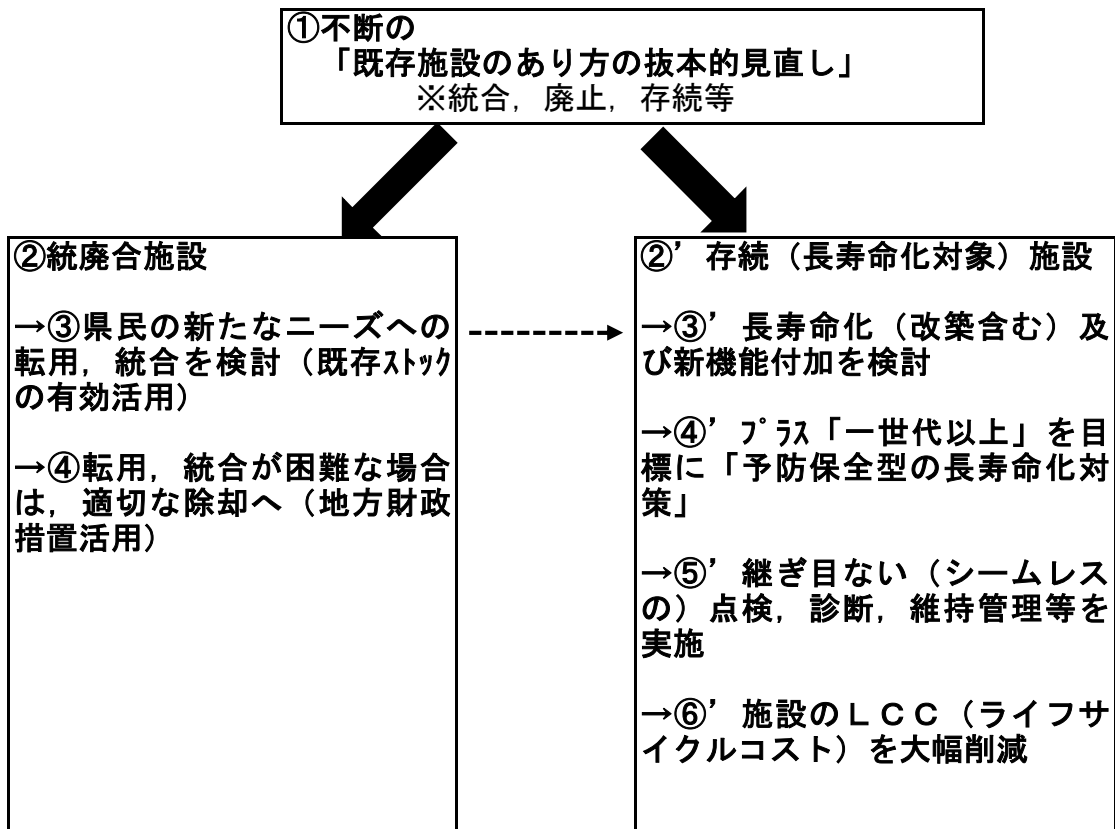 ①不断の
「既存施設のあり方の抜本的見直し」
※統合，廃止，存続等
②統廃合施設
→③県民の新たなニーズへの
転用，統合を検討（既存ｽﾄｯｸ
の有効活用）
→④転用，統合が困難な場合
は，適切な除却へ（地方財政
措置活用）
②’存続（長寿命化対象）施設
→③’長寿命化（改築含む）及
び新機能付加を検討
→④’ﾌﾟﾗｽ「一世代以上」を目
標に「予防保全型の長寿命化対
策」
→⑤’継ぎ目ない（シームレス
の）点検，診断，維持管理等を
実施
→⑥’施設のＬＣＣ（ライフサ
イクルコスト）を大幅削減